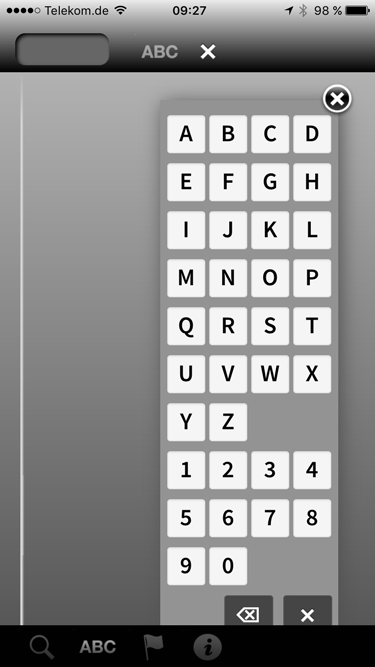 Telekom.de 09:27 98 %
ABC
A B C D
E F G H
I J K L
M N O P
Q R S T
U V W X
Y Z
1 2 3 4
5 6 7 8
9 0
ABC